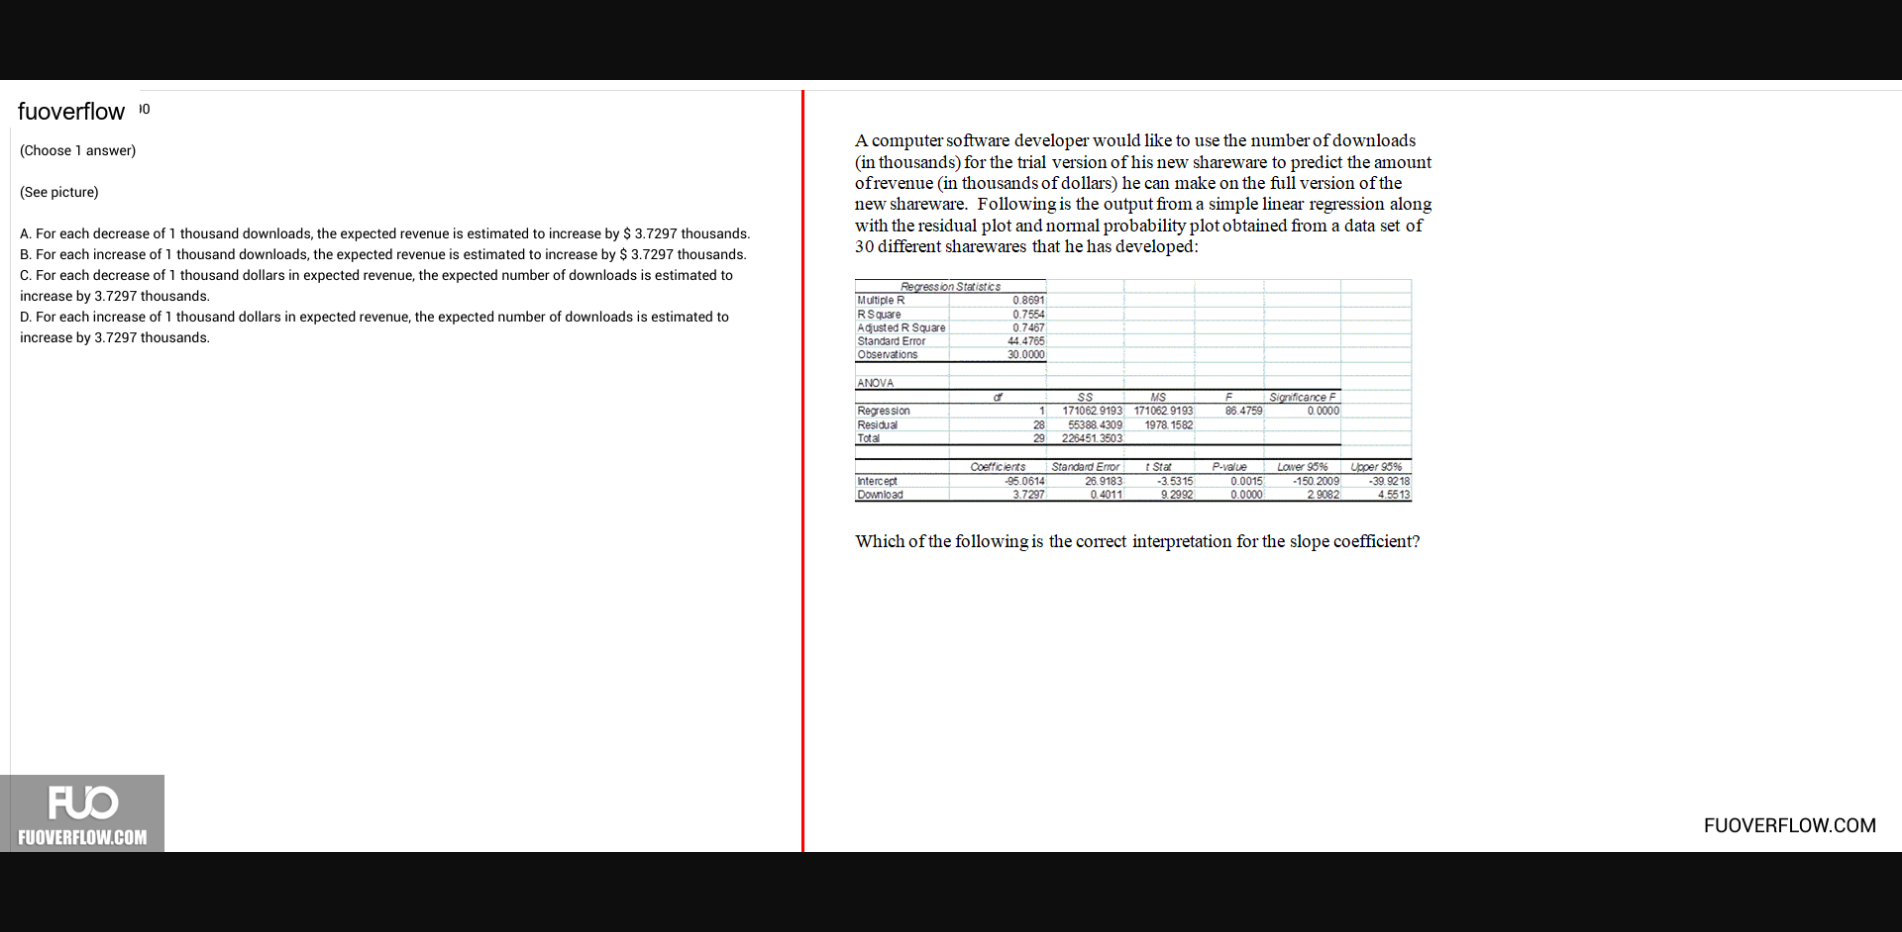 fuoverflow
(Choose 1 answer)
(See picture)
A. For each decrease of 1 thousand downloads, the expected revenue is estimated to increase by $ 3.7297 thousands.
B. For each increase of 1 thousand downloads, the expected revenue is estimated to increase by $ 3.7297 thousands.
C. For each decrease of 1 thousand dollars in expected revenue, the expected number of downloads is estimated to
increase by 3.7297 thousands.
D. For each increase of 1 thousand dollars in expected revenue, the expected number of downloads is estimated to
increase by 3.7297 thousands.
FUO
FUOVERFLOW.COM
A computer software developer would like to use the number of downloads
(in thousands) for the trial version of his new shareware to predict the amount
of revenue (in thousands of dollars) he can make on the full version of the
new shareware. Following is the output from a simple linear regression along
with the residual plot and normal probability plot obtained from a data set of
30 different sharewares that he has developed:
Regression Statistics
Multiple R 0.8691
R Square 0.7554
Adjusted R Square 0.7467
Standard Error 44.4765
Observations 30.0000
ANOVA
df SS MS F Significance F
Regression 1 171062.9193 171062.9193 86.4759 0.0000
Residual 28 55388.4309 1978.1582
Total 29 226451.3503
Coefficients Standard Error t Stat P-value Lower 95% Upper 95%
Intercept -95.0614 26.9183 -3.5315 0.0015 -150.2009 -39.9218
Download 3.7297 0.4011 9.2992 0.0000 2.9082 4.5513
Which of the following is the correct interpretation for the slope coefficient?
FUOVERFLOW.COM